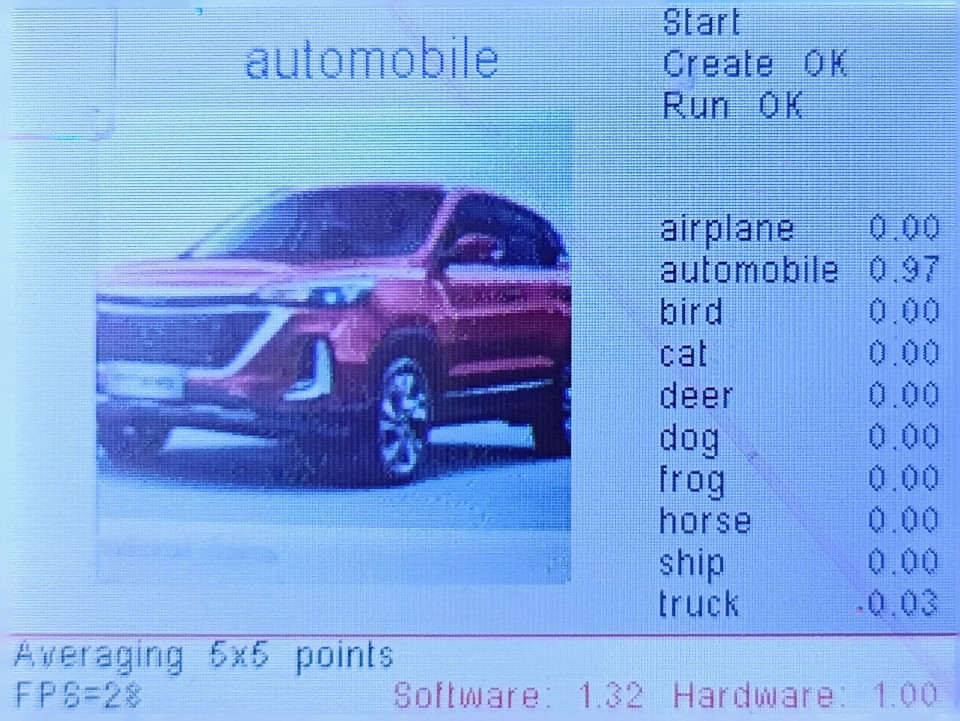 automobile
Start
Create OK
Run OK
airplane 0.00
automobile 0.97
bird 0.00
cat 0.00
deer 0.00
dog 0.00
frog 0.00
horse 0.00
ship 0.00
truck 0.03
Averaging 5x5 points
FPS=28
Software: 1.32 Hardware: 1.00